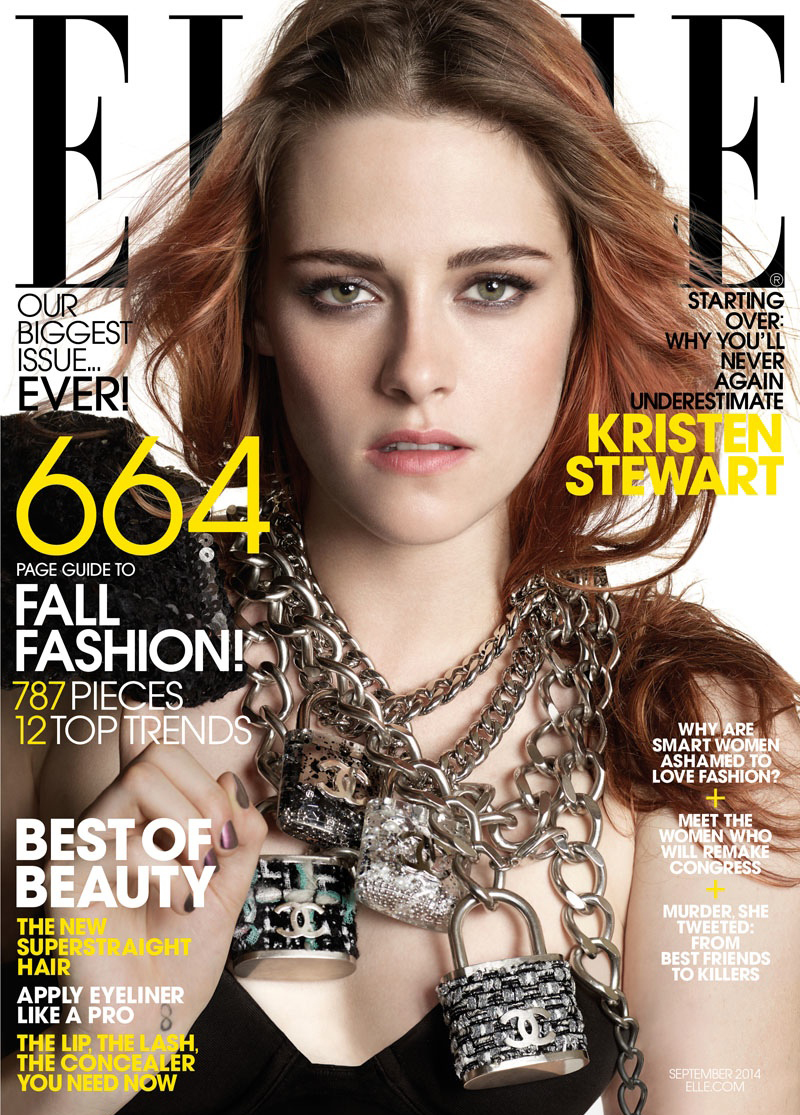 ELLE
®
OUR
BIGGEST
ISSUE...
EVER!
664
PAGE GUIDE TO
FALL
FASHION!
787 PIECES
12 TOP TRENDS
BEST OF
BEAUTY
THE NEW
SUPERSTRAIGHT
HAIR
APPLY EYELINER
LIKE A PRO
THE LIP, THE LASH,
THE CONCEALER
YOU NEED NOW
STARTING
OVER:
WHY YOU'LL
NEVER
AGAIN
UNDERESTIMATE
KRISTEN
STEWART
WHY ARE
SMART WOMEN
ASHAMED TO
LOVE FASHION?
+
MEET THE
WOMEN WHO
WILL REMAKE
CONGRESS
+
MURDER, SHE
TWEETED:
FROM
BEST FRIENDS
TO KILLERS
SEPTEMBER 2014
ELLE.COM